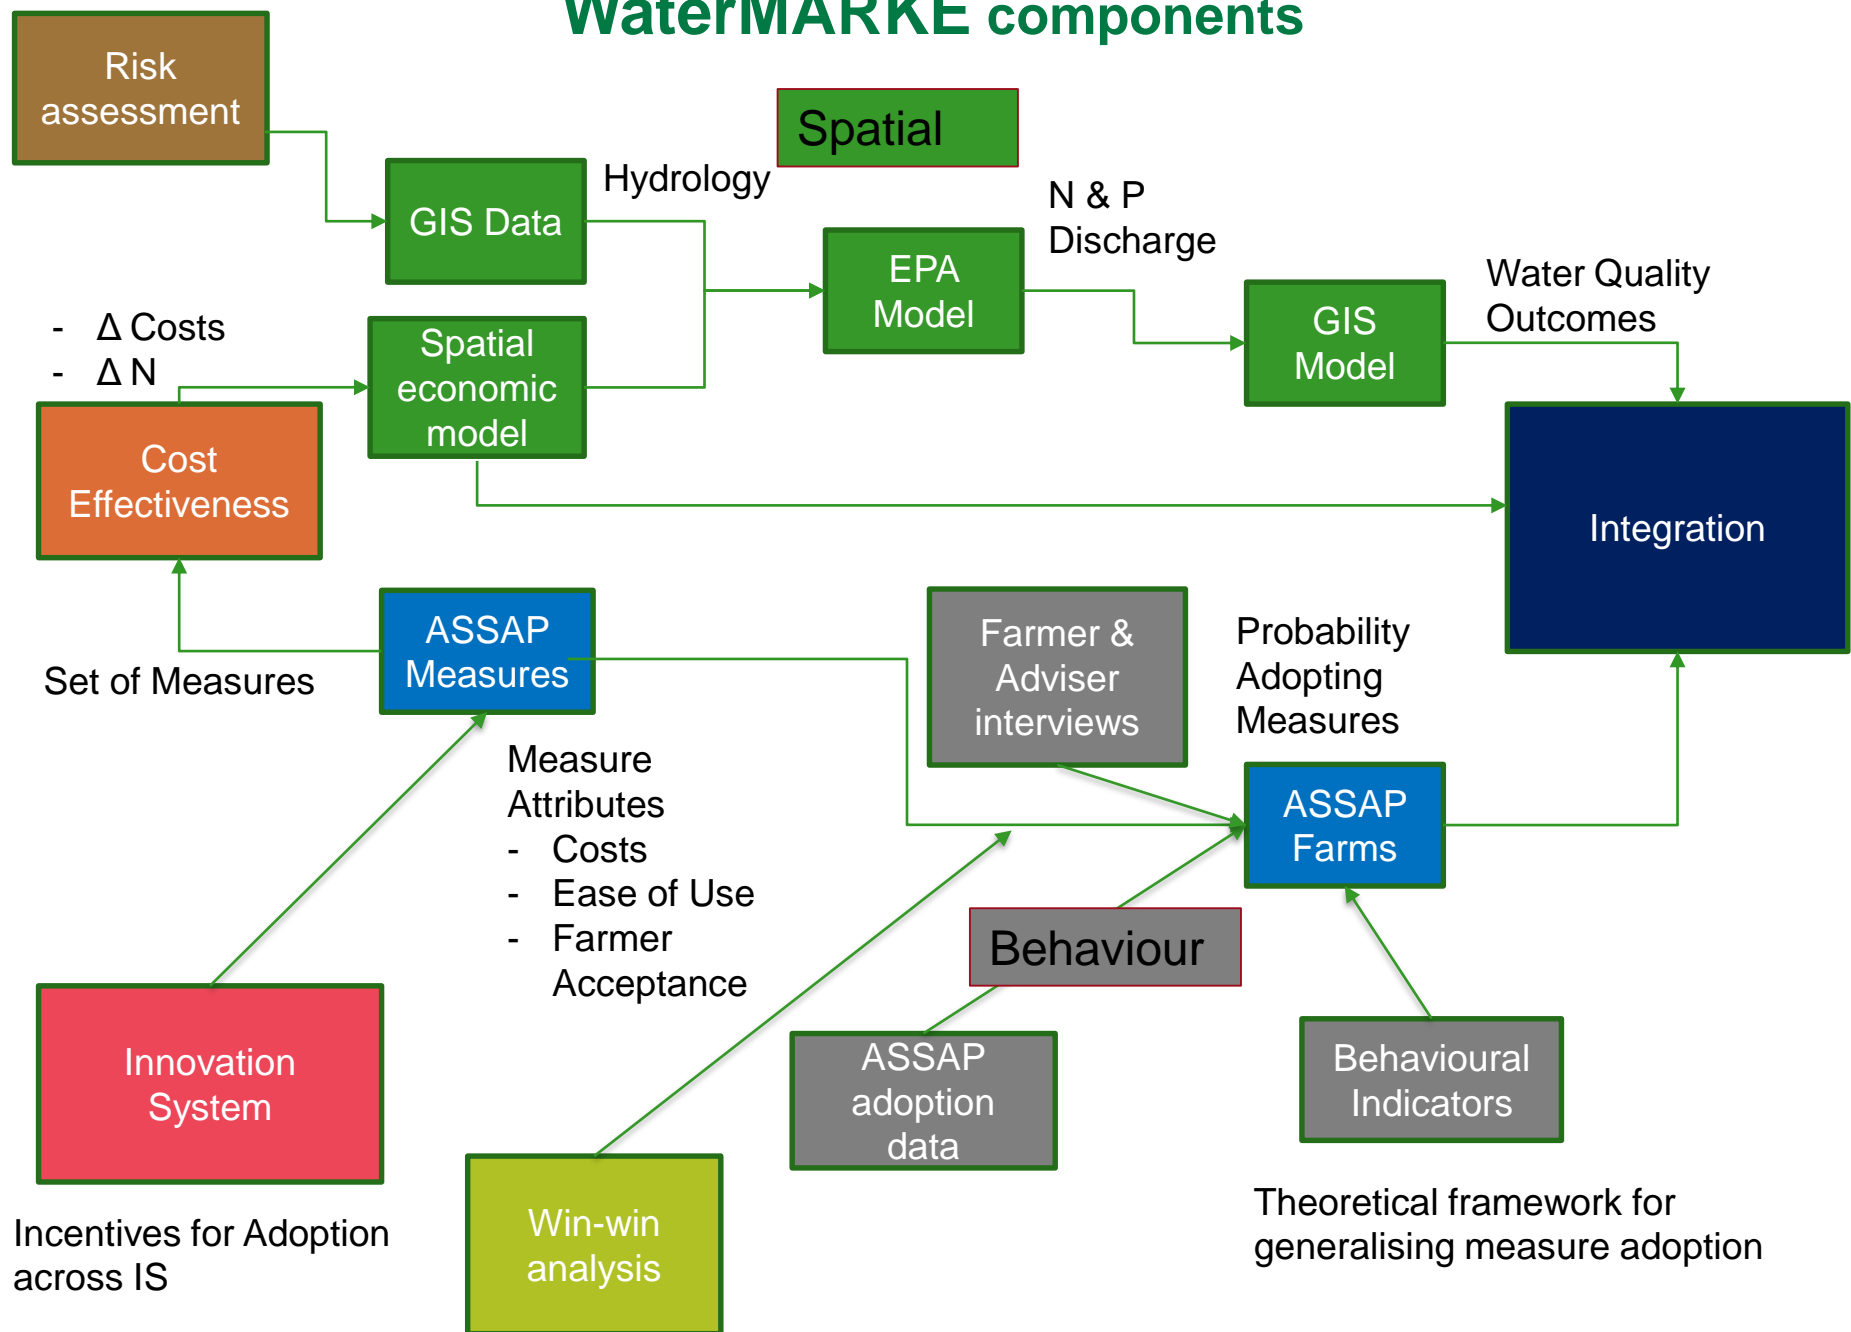 WaterMARKE components
Risk
assessment
Spatial
GIS Data
Hydrology
N & P
Discharge
EPA
Model
Water Quality
Outcomes
GIS
Model
- Δ Costs
- Δ N
Spatial
economic
model
Cost
Effectiveness
Integration
ASSAP
Measures
Set of Measures
Farmer &
Adviser
interviews
Probability
Adopting
Measures
Measure
Attributes
- Costs
- Ease of Use
- Farmer
Acceptance
ASSAP
Farms
Behaviour
Innovation
System
ASSAP
adoption
data
Behavioural
Indicators
Incentives for Adoption
across IS
Win-win
analysis
Theoretical framework for
generalising measure adoption